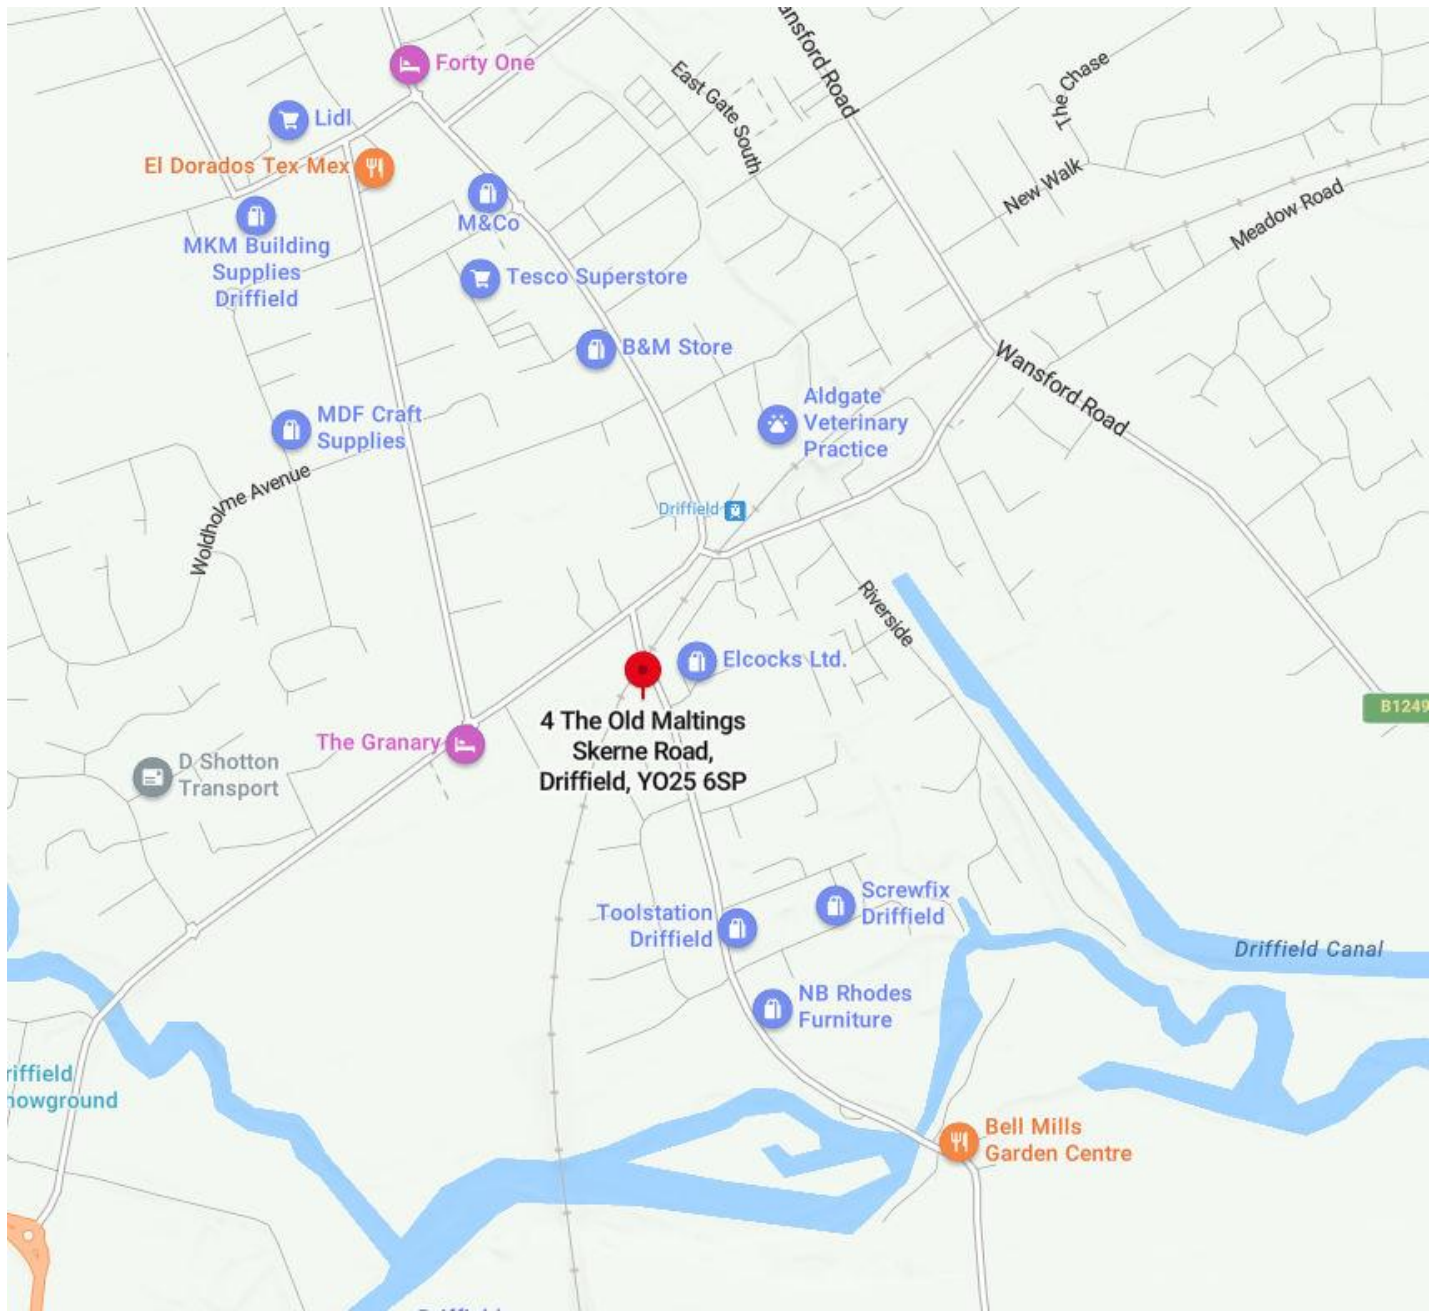 Forty One
Lidl
El Dorados Tex Mex
M&Co
MKM Building
Supplies
Driffield
Tesco Superstore
B&M Store
East Gate South
Wansford Road
The Chase
New Walk
Meadow Road
Wansford Road
Aldgate
Veterinary
Practice
MDF Craft
Supplies
Woldholme Avenue
Driffield
Riverside
Elcocks Ltd.
B1249
4 The Old Maltings
Skerne Road,
Driffield, YO25 6SP
The Granary
D Shotton
Transport
Screwfix
Driffield
Toolstation
Driffield
Driffield Canal
NB Rhodes
Furniture
riffield
howground
Bell Mills
Garden Centre